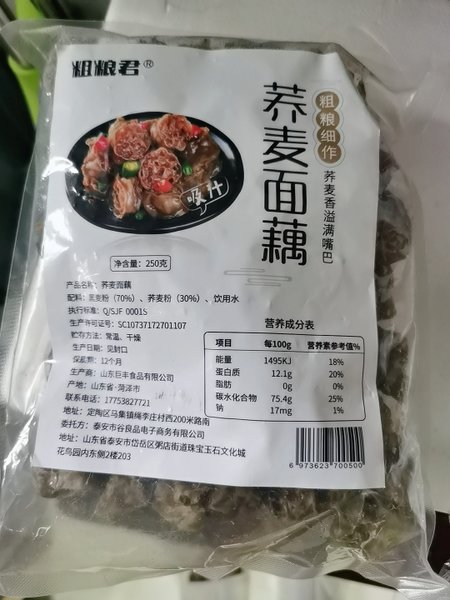 粗粮君®
荞麦面藕
粗粮细作
荞麦香溢满嘴巴
吸汁
净含量：250克
产品名称：荞麦面藕
配料：黑麦粉（70%）、荞麦粉（30%）、饮用水
执行标准：Q/SJF 0001S
生产许可证号：SC10737172701107
贮存方法：常温、干燥
生产日期：见封口
保质期：12个月
产商：山东巨丰食品有限公司
产地：山东省·菏泽市
联系电话：17753827721
地址：定陶区马集镇绳李庄村西200米路南
委托方：泰安市谷良品电子商务有限公司
地址：山东省泰安市岱岳区粥店街道珠宝玉石文化城
花鸟园内东侧2楼203
营养成分表
项目 每100g 营养素参考值%
能量 1495KJ 18%
蛋白质 12.1g 20%
脂肪 0g 0%
碳水化合物 75.4g 25%
钠 17mg 1%
6 973623 700500